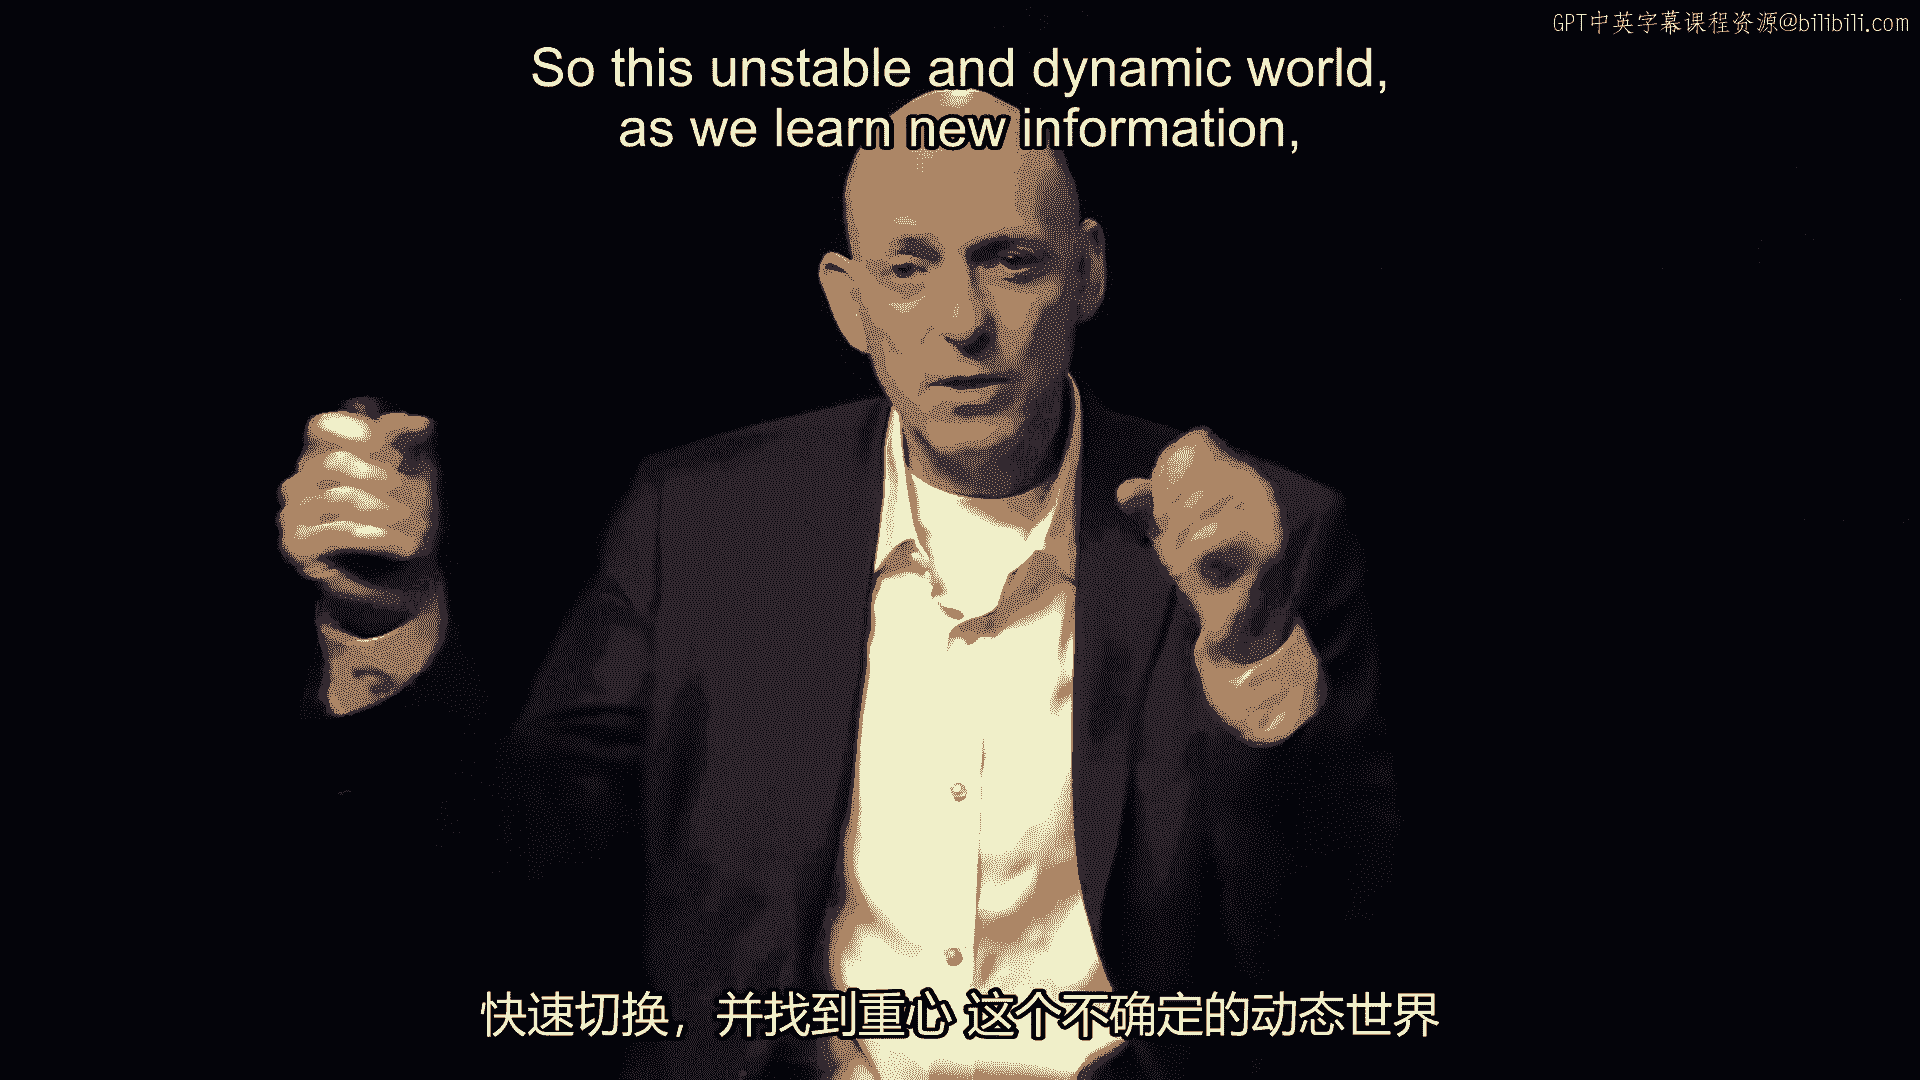 GPT中英字幕课程资源@bilibili.com
So this unstable and dynamic world,
as we learn new information,
快速切换，并找到重心 这个不确定的动态世界